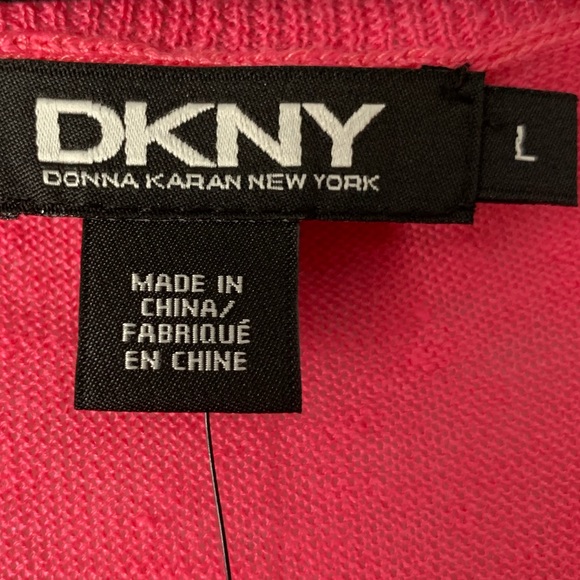 DKNY
DONNA KARAN NEW YORK
L
MADE IN
CHINA/
FABRIQUÉ
EN CHINE